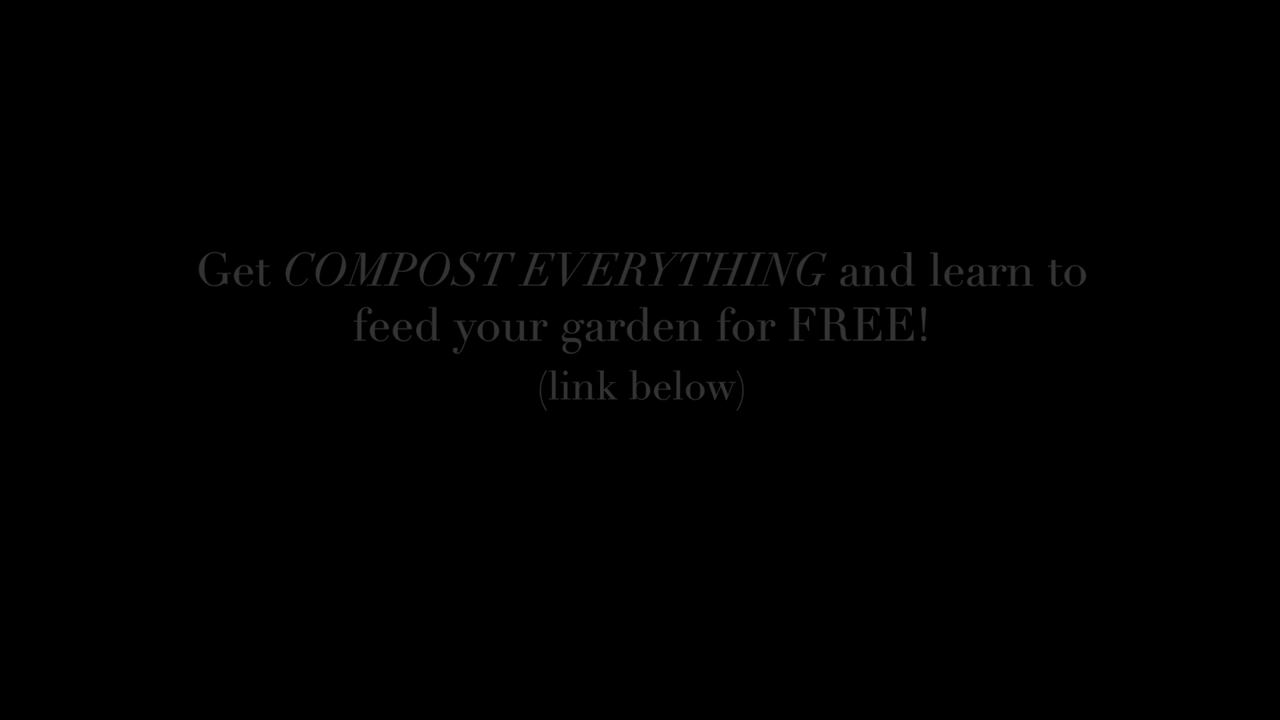 Get COMPOST EVERYTHING and learn to
feed your garden for FREE!
(link below)